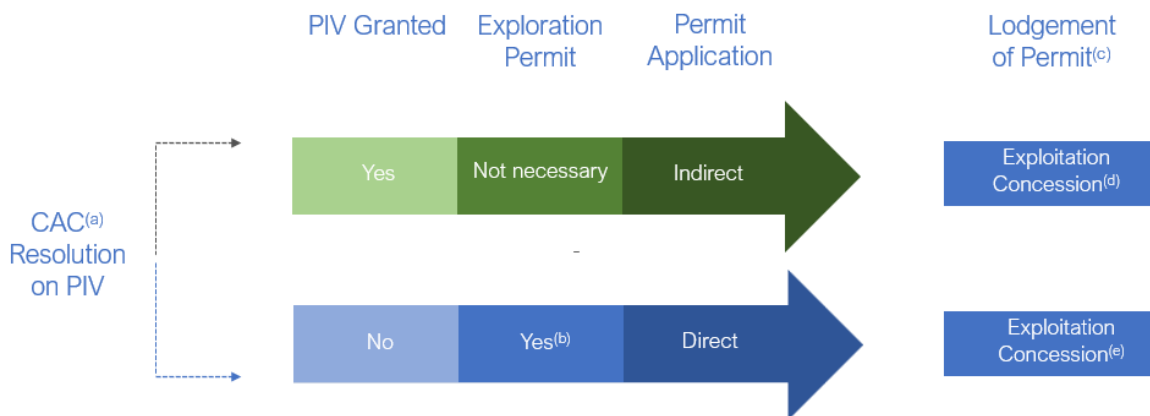 PIV Granted
Exploration
Permit
Permit
Application
Lodgement
of Permit(c)
CAC(a)
Resolution
on PIV
Yes
Not necessary
Indirect
Exploitation
Concession(d)
-
No
Yes(b)
Direct
Exploitation
Concession(e)